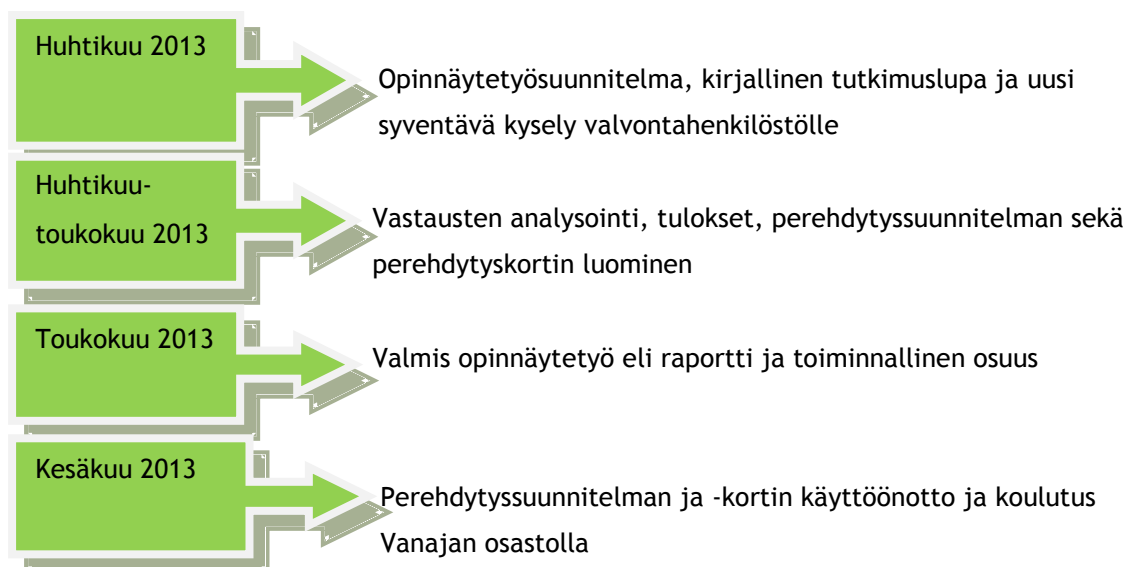 Huhtikuu 2013
Opinnäytetyösuunnitelma, kirjallinen tutkimuslupa ja uusi
syventävä kysely valvontahenkilöstölle
Huhtikuu-
toukokuu 2013
Vastausten analysointi, tulokset, perehdytyssuunnitelman sekä
perehdytyskortin luominen
Toukokuu 2013
Valmis opinnäytetyö eli raportti ja toiminnallinen osuus
Kesäkuu 2013
Perehdytyssuunnitelman ja -kortin käyttöönotto ja koulutus
Vanajan osastolla